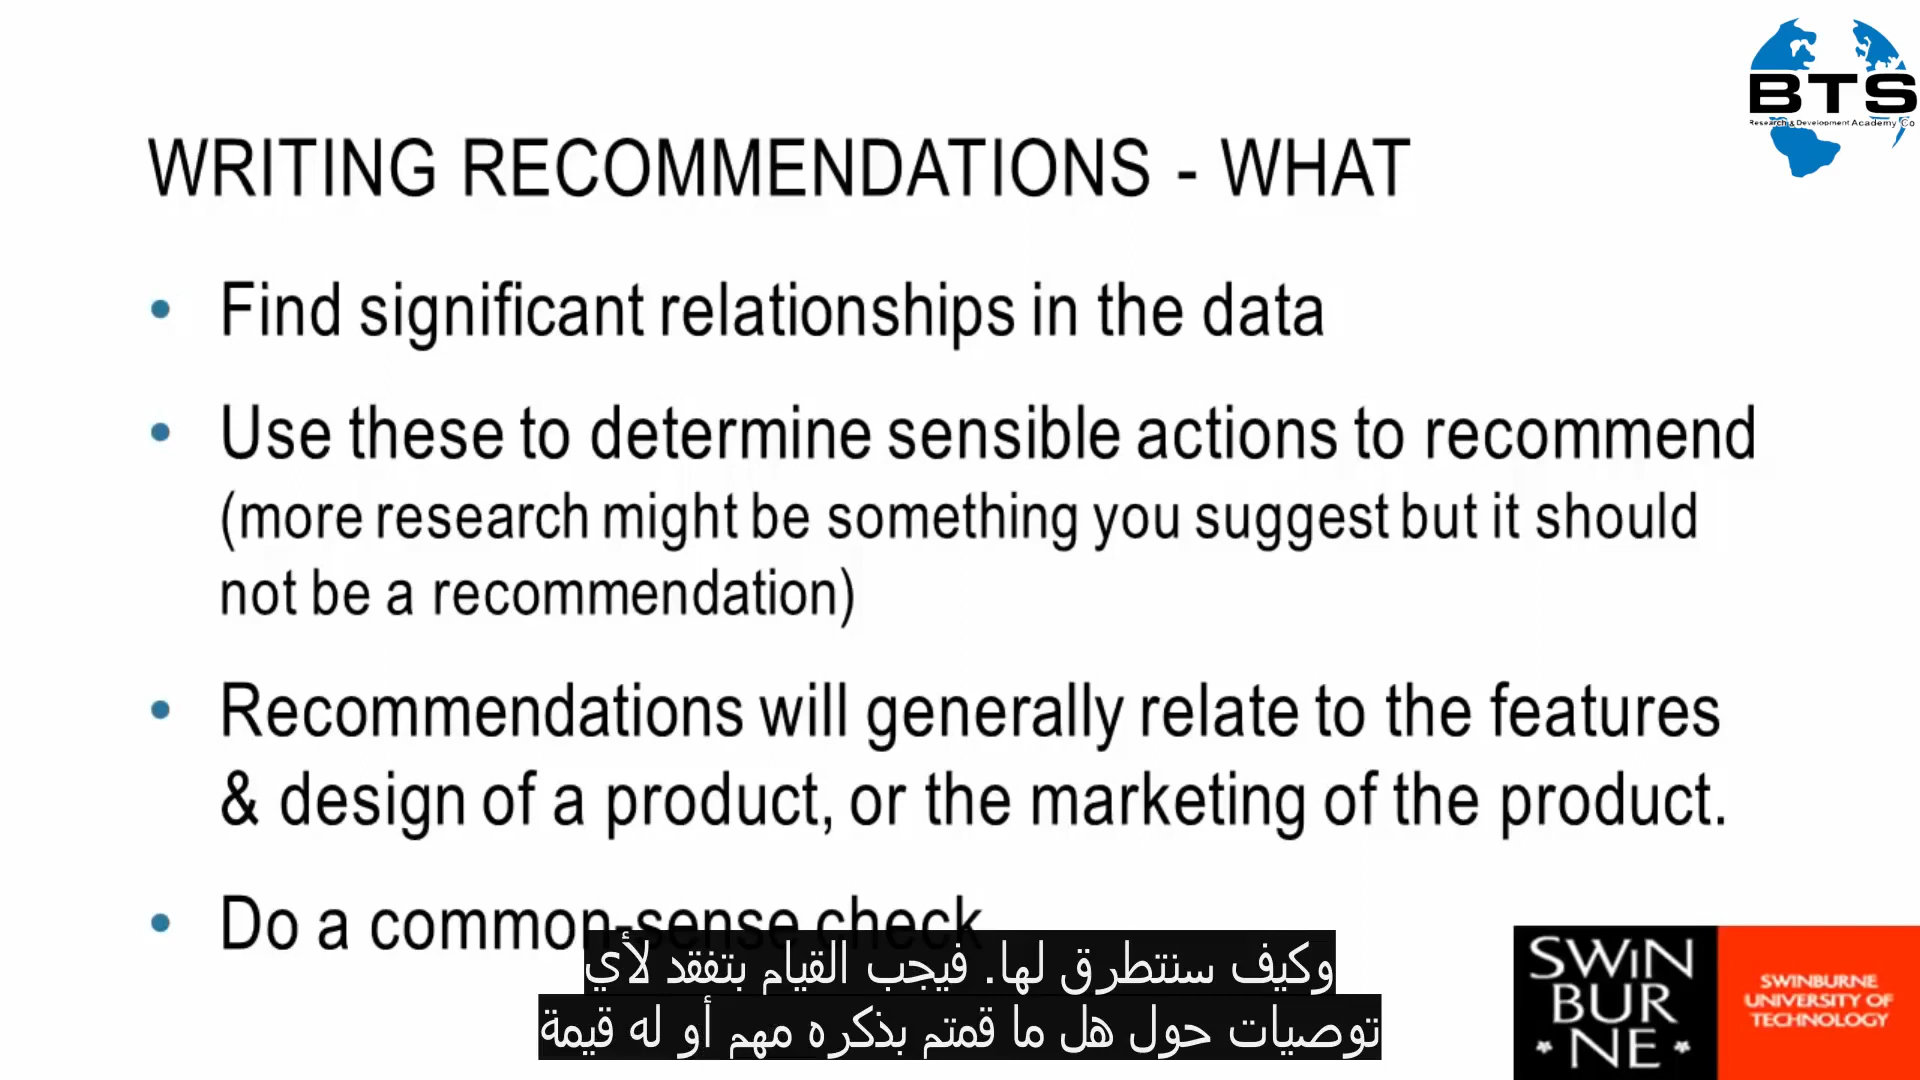 BTS
Research & Development Academy Co
WRITING RECOMMENDATIONS - WHAT
• Find significant relationships in the data
• Use these to determine sensible actions to recommend
(more research might be something you suggest but it should
not be a recommendation)
• Recommendations will generally relate to the features
& design of a product, or the marketing of the product.
• Do a common-sense check
وكيف سنتطرق لها. فيجب القيام بتفقد لأي
توصيات حول هل ما قمتم بذكره مهم أو له قيمة
SWIN
BUR
NE
SWINBURNE
UNIVERSITY OF
TECHNOLOGY